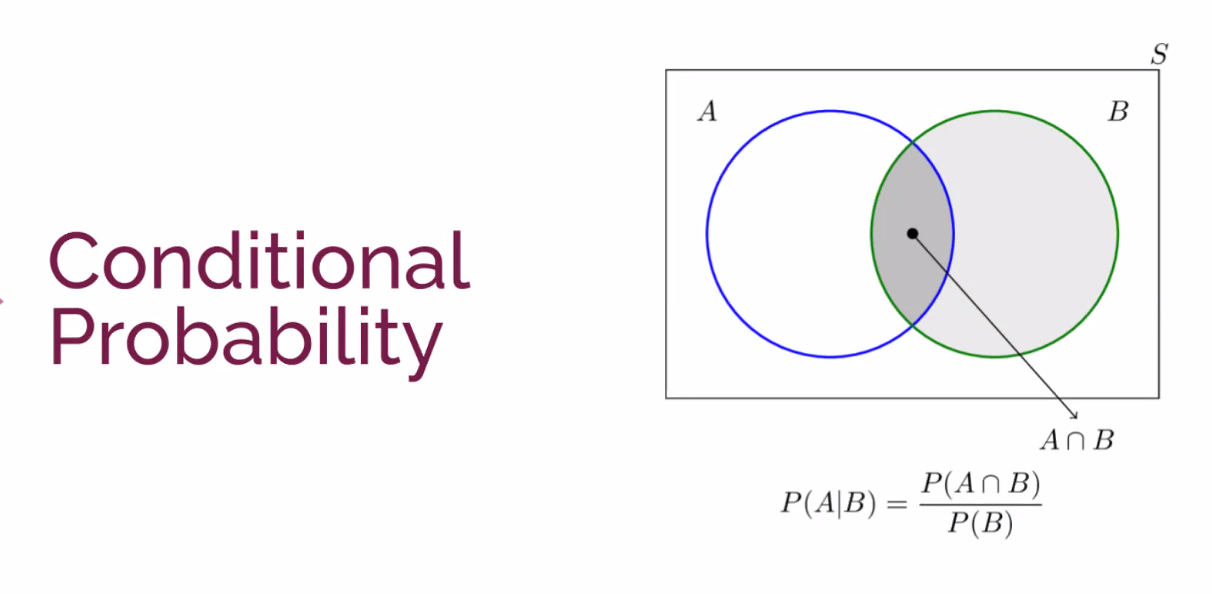 Conditional
Probability
S
A
B
A ∩ B
P(A|B) = P(A ∩ B) / P(B)